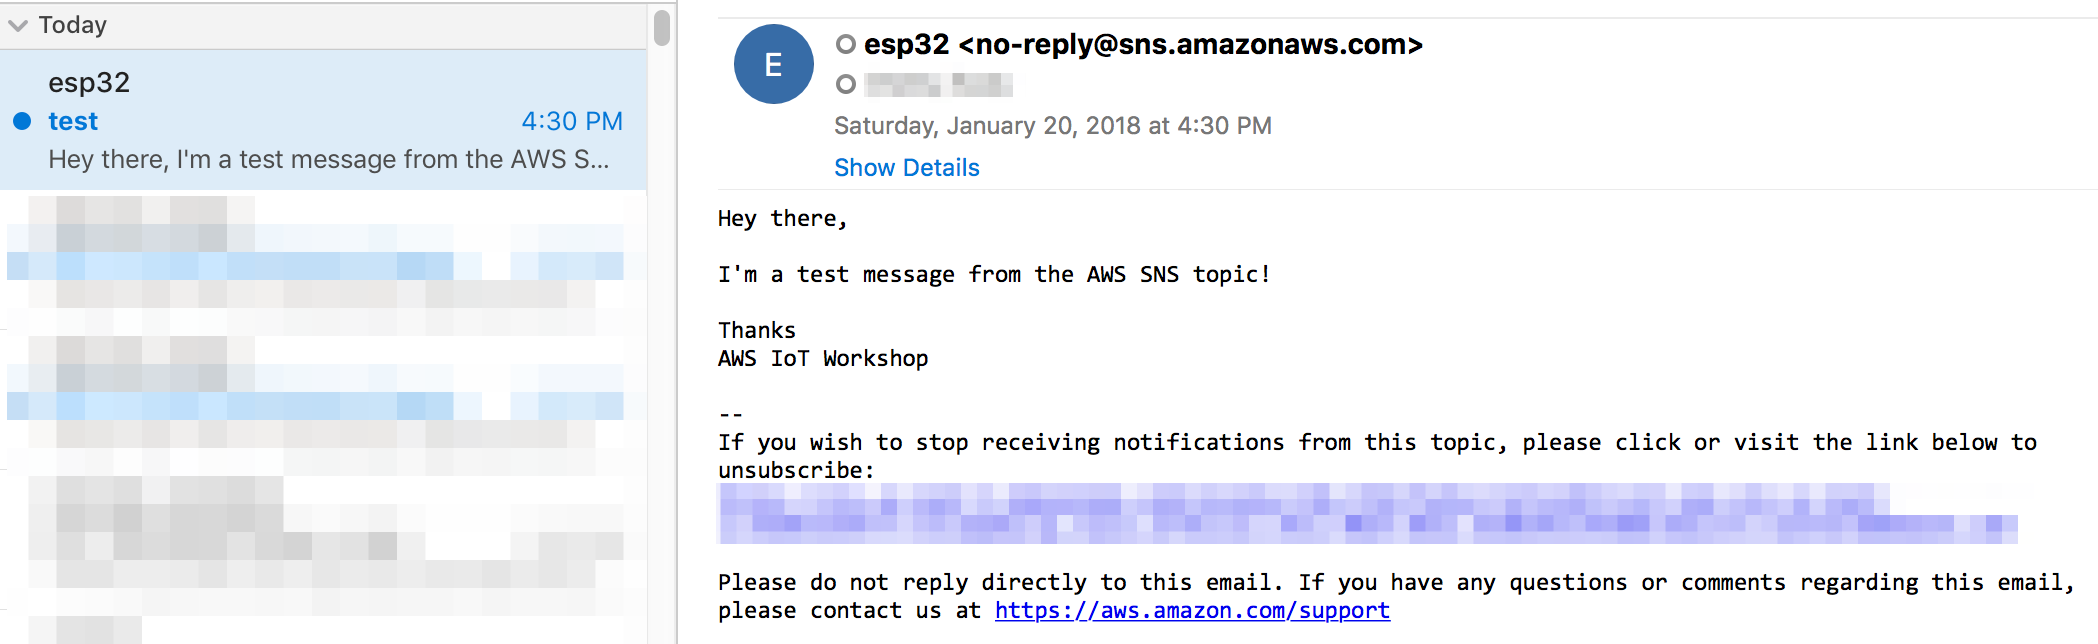 Today
esp32
test 4:30 PM
Hey there, I'm a test message from the AWS S...
E
esp32 <no-reply@sns.amazonaws.com>
Saturday, January 20, 2018 at 4:30 PM
Show Details
Hey there,
I'm a test message from the AWS SNS topic!
Thanks
AWS IoT Workshop
--
If you wish to stop receiving notifications from this topic, please click or visit the link below to
unsubscribe:
Please do not reply directly to this email. If you have any questions or comments regarding this email,
please contact us at https://aws.amazon.com/support